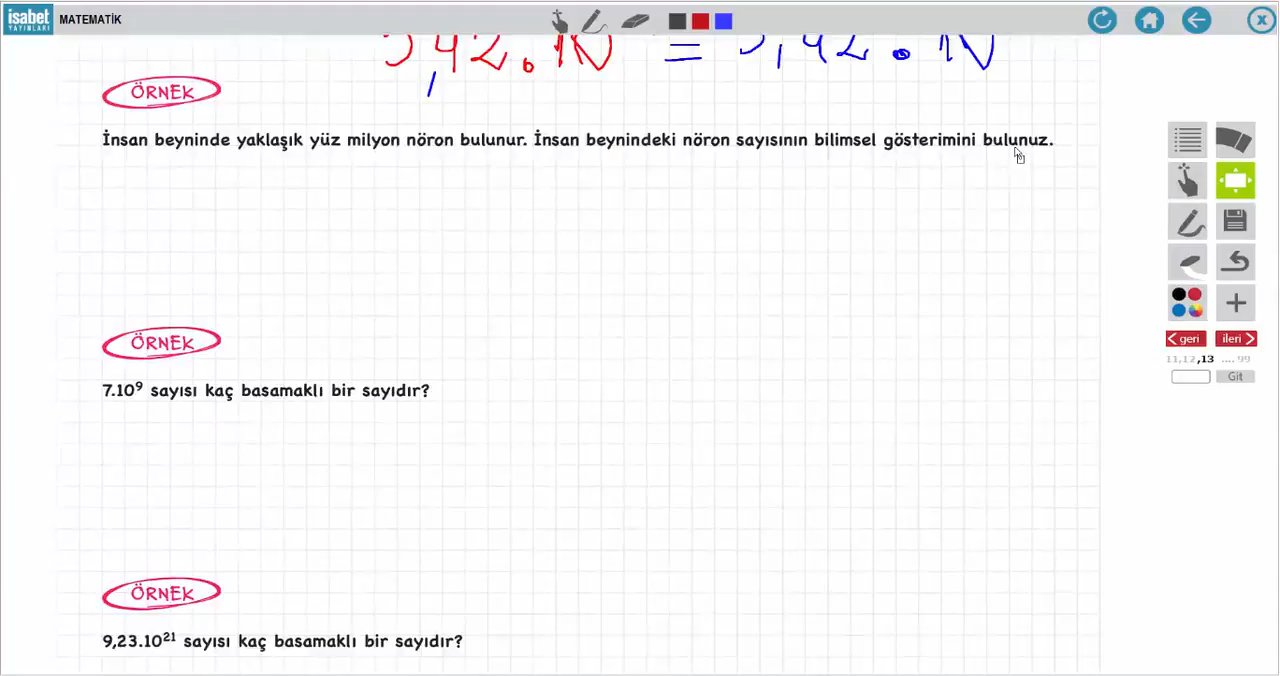 isabet
YAYINLARI
MATEMATİK
ÖRNEK
İnsan beyninde yaklaşık yüz milyon nöron bulunur. İnsan beynindeki nöron sayısının bilimsel gösterimini bulunuz.
ÖRNEK
7.10⁹ sayısı kaç basamaklı bir sayıdır?
ÖRNEK
9,23.10²¹ sayısı kaç basamaklı bir sayıdır?
geri
ileri
11,12,13 .... 99
Git